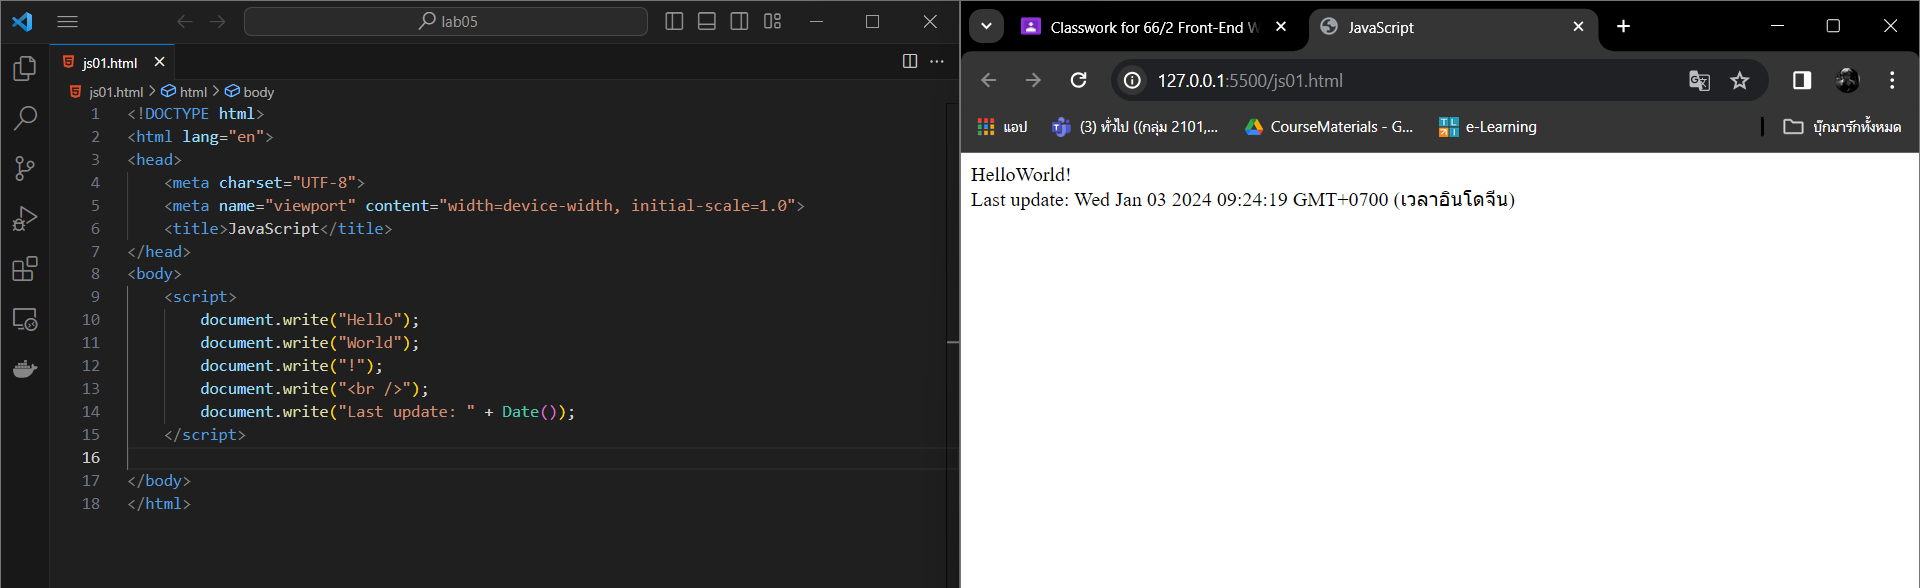 lab05
js01.html
js01.html > html > body
1 <!DOCTYPE html>
2 <html lang="en">
3 <head>
4 <meta charset="UTF-8">
5 <meta name="viewport" content="width=device-width, initial-scale=1.0">
6 <title>JavaScript</title>
7 </head>
8 <body>
9 <script>
10 document.write("Hello");
11 document.write("World");
12 document.write("!");
13 document.write("<br />");
14 document.write("Last update: " + Date());
15 </script>
16
17 </body>
18 </html>
Classwork for 66/2 Front-End W
JavaScript
127.0.0.1:5500/js01.html
แอป
(3) ทั่วไป ((กลุ่ม 2101,...
CourseMaterials - G...
e-Learning
บุ๊กมาร์กทั้งหมด
HelloWorld!
Last update: Wed Jan 03 2024 09:24:19 GMT+0700 (เวลาอินโดจีน)